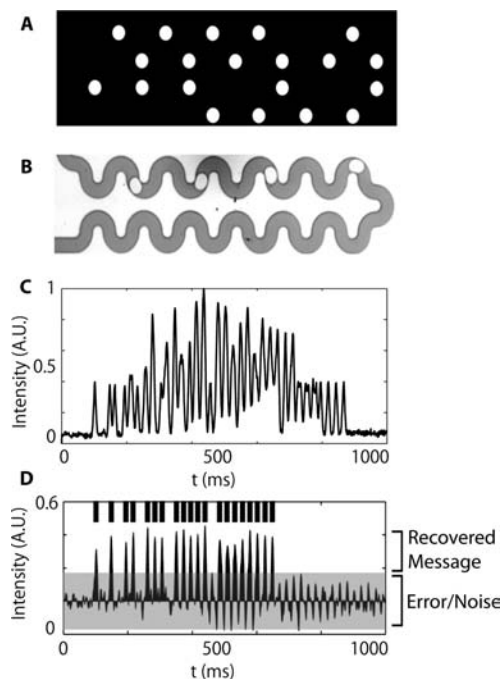 A
B
C
1
0.5
0
Intensity (A.U.)
0 500 1000
t (ms)
D
0.6
0
Intensity (A.U.)
Recovered
Message
Error/Noise
0 500 1000
t (ms)